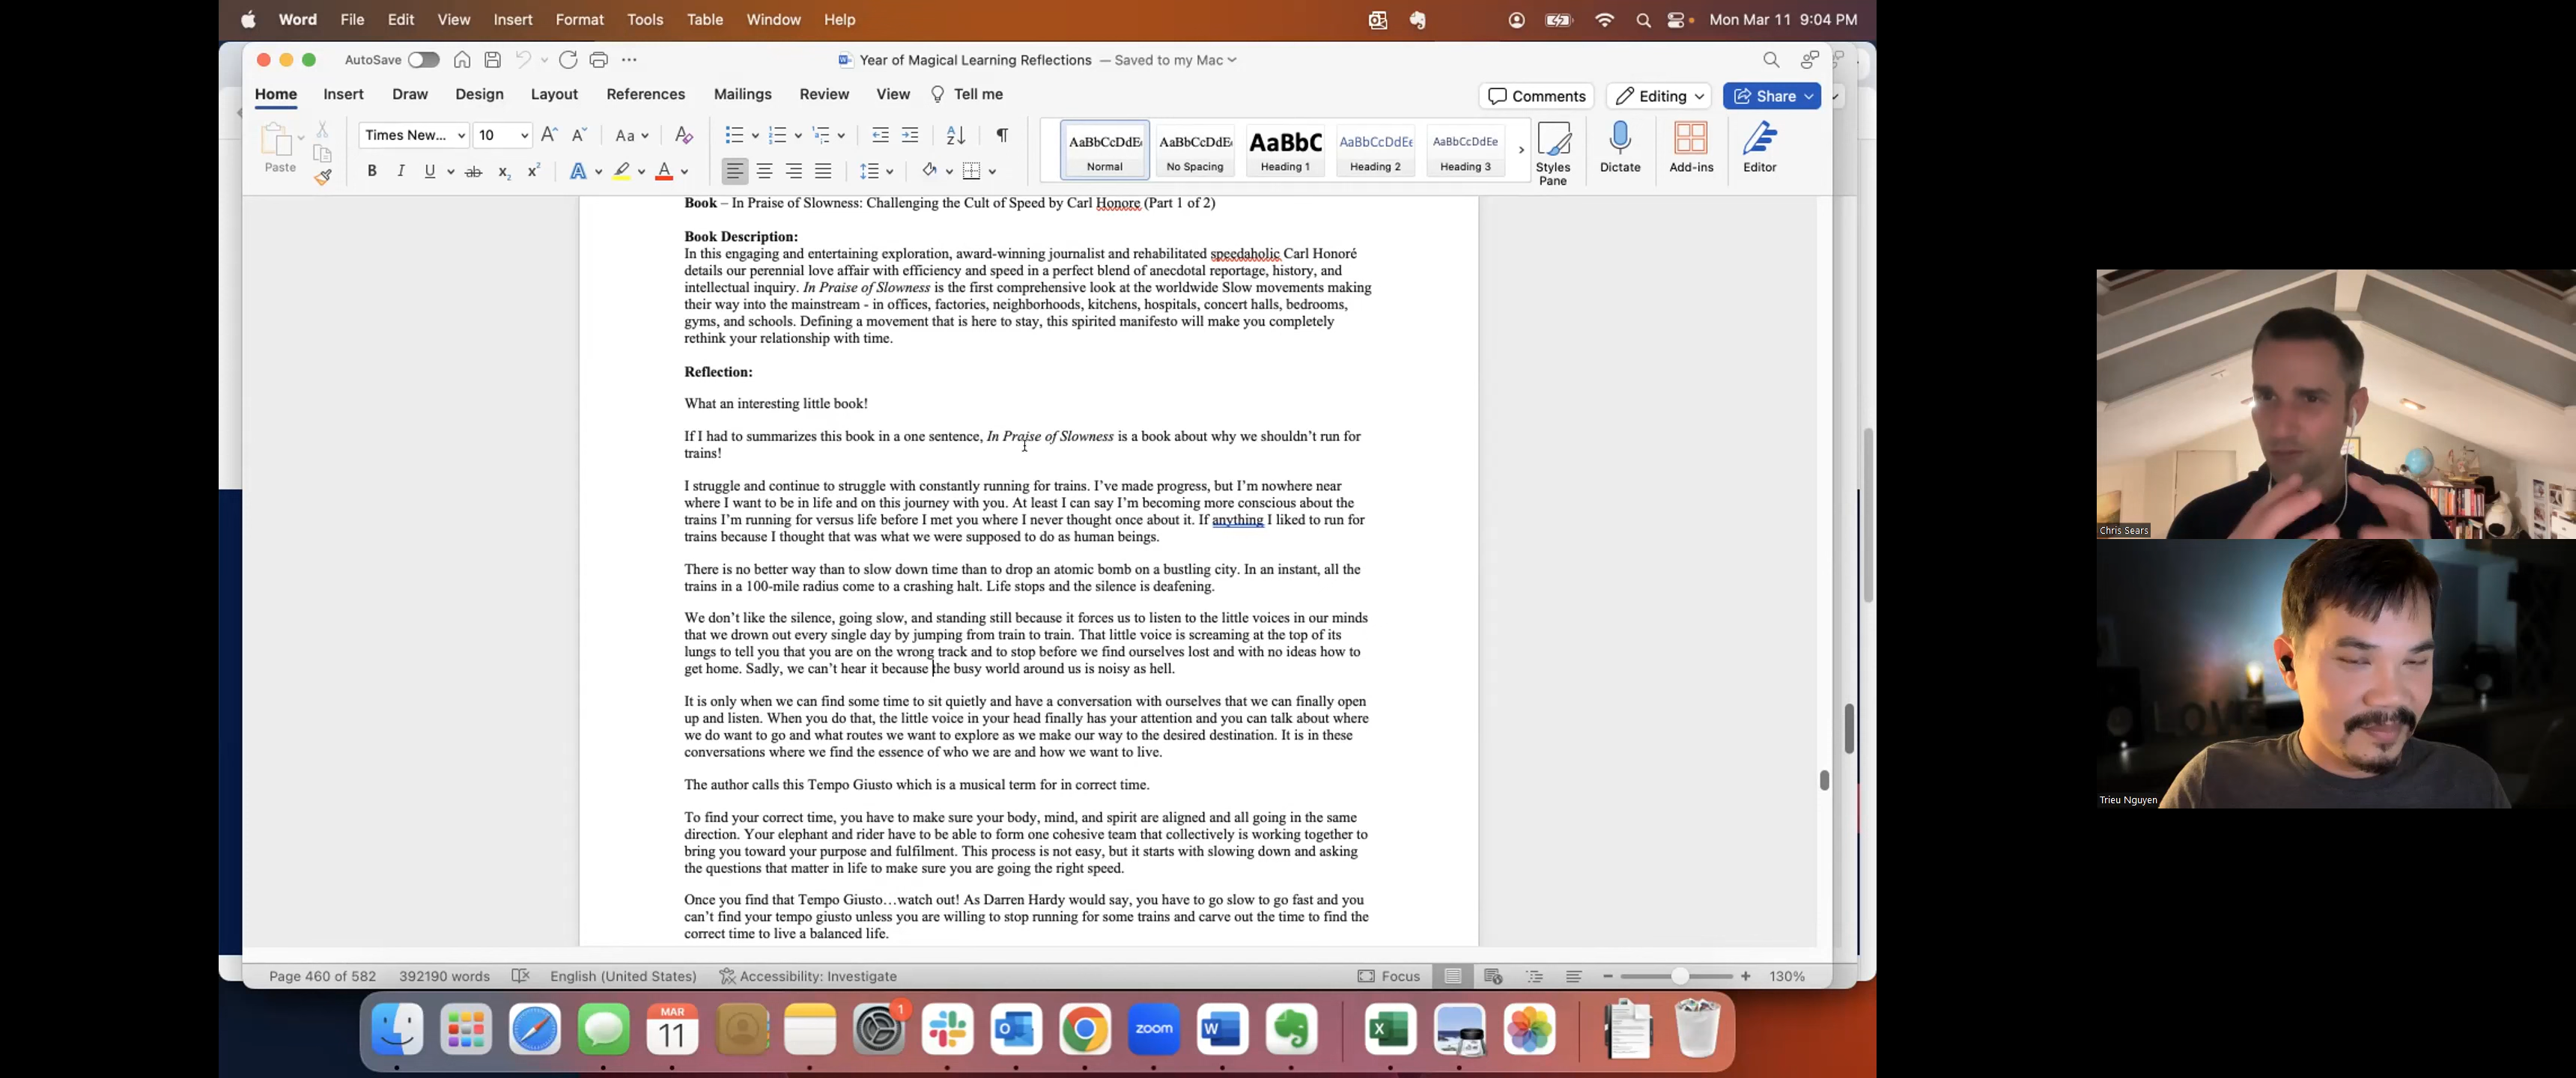 Word File Edit View Insert Format Tools Table Window Help Mon Mar 11 9:04 PM
AutoSave Year of Magical Learning Reflections — Saved to my Mac
Home Insert Draw Design Layout References Mailings Review View Tell me Comments Editing Share
Paste Times New... 10 Aa
AaBbCcDdEe AaBbCcDdEe AaBbC AaBbCcDdEe AaBbCcDdEe
Normal No Spacing Heading 1 Heading 2 Heading 3 Styles Pane Dictate Add-ins Editor
Book – In Praise of Slowness: Challenging the Cult of Speed by Carl Honore (Part 1 of 2)
Book Description:
In this engaging and entertaining exploration, award-winning journalist and rehabilitated speedaholic Carl Honoré
details our perennial love affair with efficiency and speed in a perfect blend of anecdotal reportage, history, and
intellectual inquiry. In Praise of Slowness is the first comprehensive look at the worldwide Slow movements making
their way into the mainstream - in offices, factories, neighborhoods, kitchens, hospitals, concert halls, bedrooms,
gyms, and schools. Defining a movement that is here to stay, this spirited manifesto will make you completely
rethink your relationship with time.
Reflection:
What an interesting little book!
If I had to summarizes this book in a one sentence, In Praise of Slowness is a book about why we shouldn't run for
trains!
I struggle and continue to struggle with constantly running for trains. I've made progress, but I'm nowhere near
where I want to be in life and on this journey with you. At least I can say I'm becoming more conscious about the
trains I'm running for versus life before I met you where I never thought once about it. If anything I liked to run for
trains because I thought that was what we were supposed to do as human beings.
There is no better way than to slow down time than to drop an atomic bomb on a bustling city. In an instant, all the
trains in a 100-mile radius come to a crashing halt. Life stops and the silence is deafening.
We don't like the silence, going slow, and standing still because it forces us to listen to the little voices in our minds
that we drown out every single day by jumping from train to train. That little voice is screaming at the top of its
lungs to tell you that you are on the wrong track and to stop before we find ourselves lost and with no ideas how to
get home. Sadly, we can't hear it because the busy world around us is noisy as hell.
It is only when we can find some time to sit quietly and have a conversation with ourselves that we can finally open
up and listen. When you do that, the little voice in your head finally has your attention and you can talk about where
we do want to go and what routes we want to explore as we make our way to the desired destination. It is in these
conversations where we find the essence of who we are and how we want to live.
The author calls this Tempo Giusto which is a musical term for in correct time.
To find your correct time, you have to make sure your body, mind, and spirit are aligned and all going in the same
direction. Your elephant and rider have to be able to form one cohesive team that collectively is working together to
bring you toward your purpose and fulfilment. This process is not easy, but it starts with slowing down and asking
the questions that matter in life to make sure you are going the right speed.
Once you find that Tempo Giusto…watch out! As Darren Hardy would say, you have to go slow to go fast and you
can't find your tempo giusto unless you are willing to stop running for some trains and carve out the time to find the
correct time to live a balanced life.
Page 460 of 582 392190 words English (United States) Accessibility: Investigate Focus 130%
MAR
11
1
zoom
Chris Sears
LOVE
Trieu Nguyen